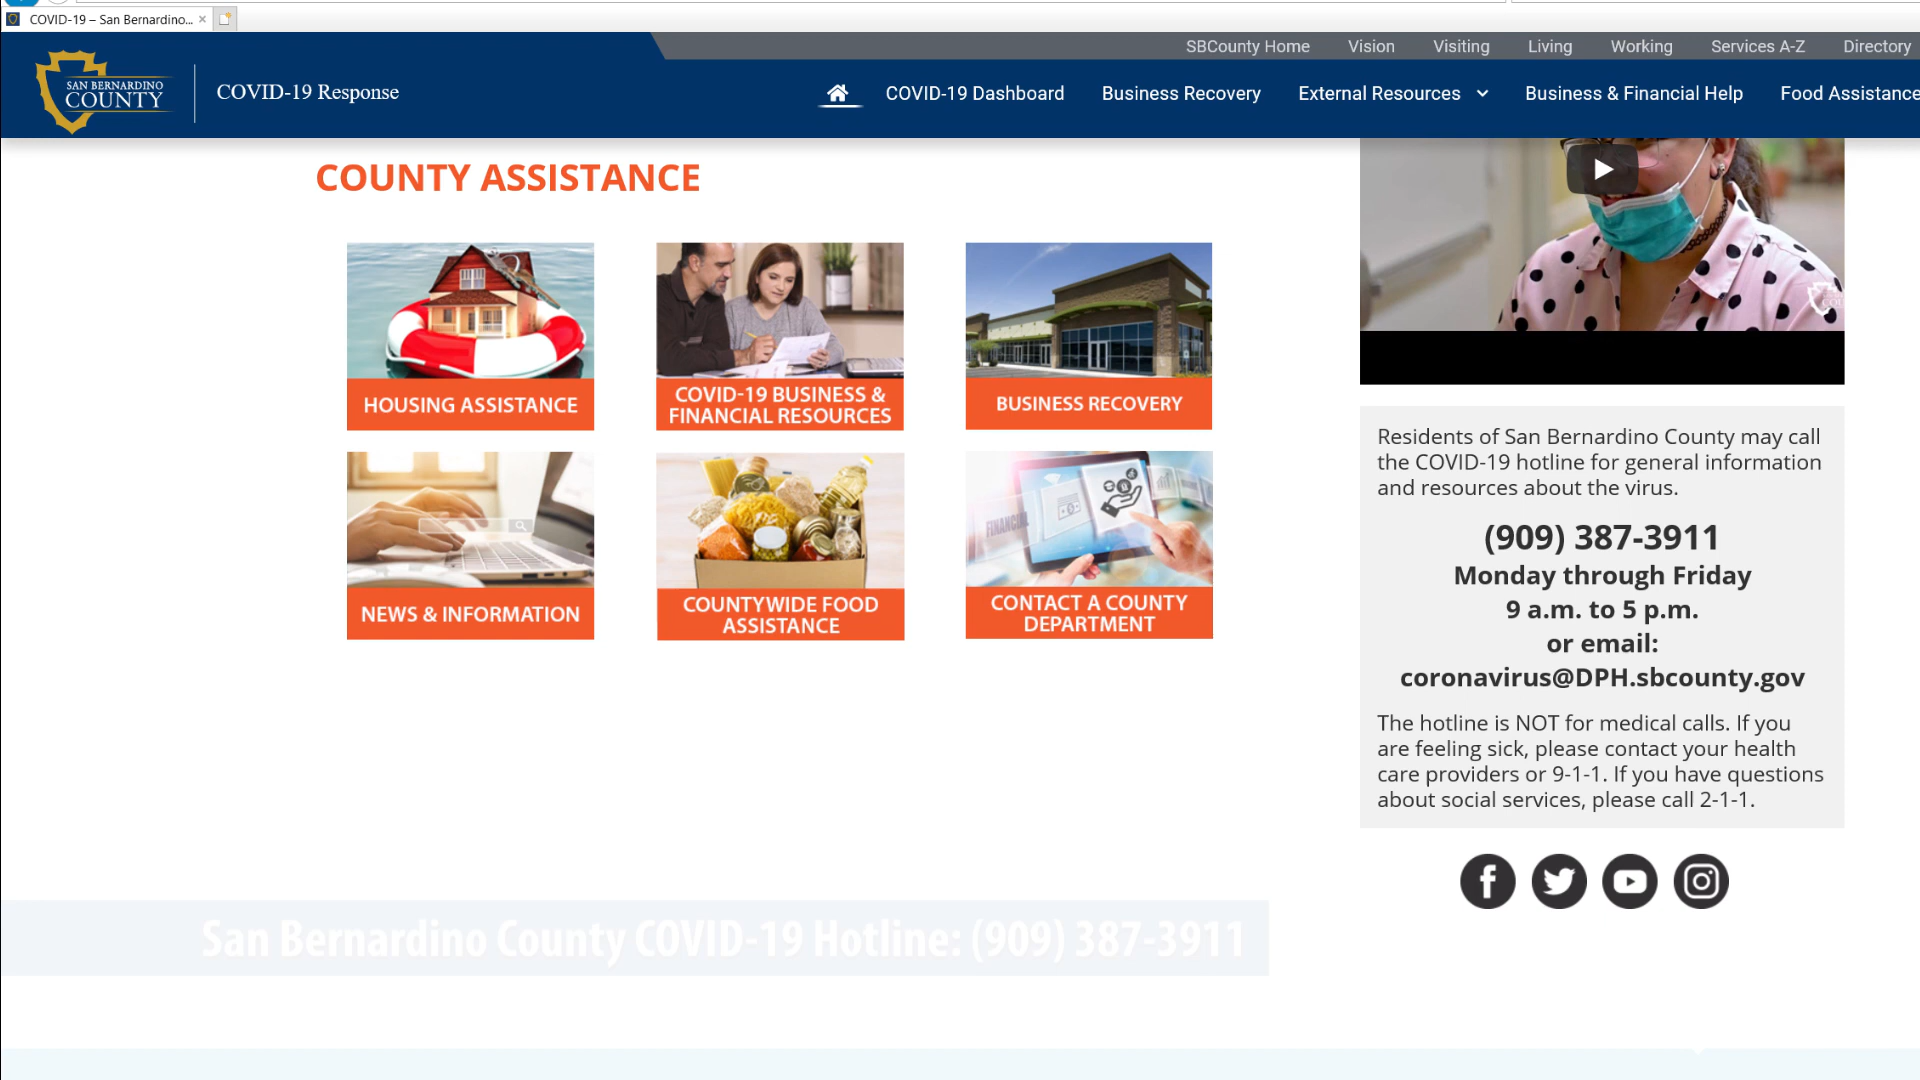 COVID-19 – San Bernardino...
SBCounty Home Vision Visiting Living Working Services A-Z Directory
SAN BERNARDINO
COUNTY
COVID-19 Response
COVID-19 Dashboard Business Recovery External Resources Business & Financial Help Food Assistance
COUNTY ASSISTANCE
HOUSING ASSISTANCE
COVID-19 BUSINESS &
FINANCIAL RESOURCES
BUSINESS RECOVERY
NEWS & INFORMATION
COUNTYWIDE FOOD
ASSISTANCE
FINANCIAL
CONTACT A COUNTY
DEPARTMENT
Residents of San Bernardino County may call
the COVID-19 hotline for general information
and resources about the virus.
(909) 387-3911
Monday through Friday
9 a.m. to 5 p.m.
or email:
coronavirus@DPH.sbcounty.gov
The hotline is NOT for medical calls. If you
are feeling sick, please contact your health
care providers or 9-1-1. If you have questions
about social services, please call 2-1-1.
San Bernardino County COVID-19 Hotline: (909) 387-3911